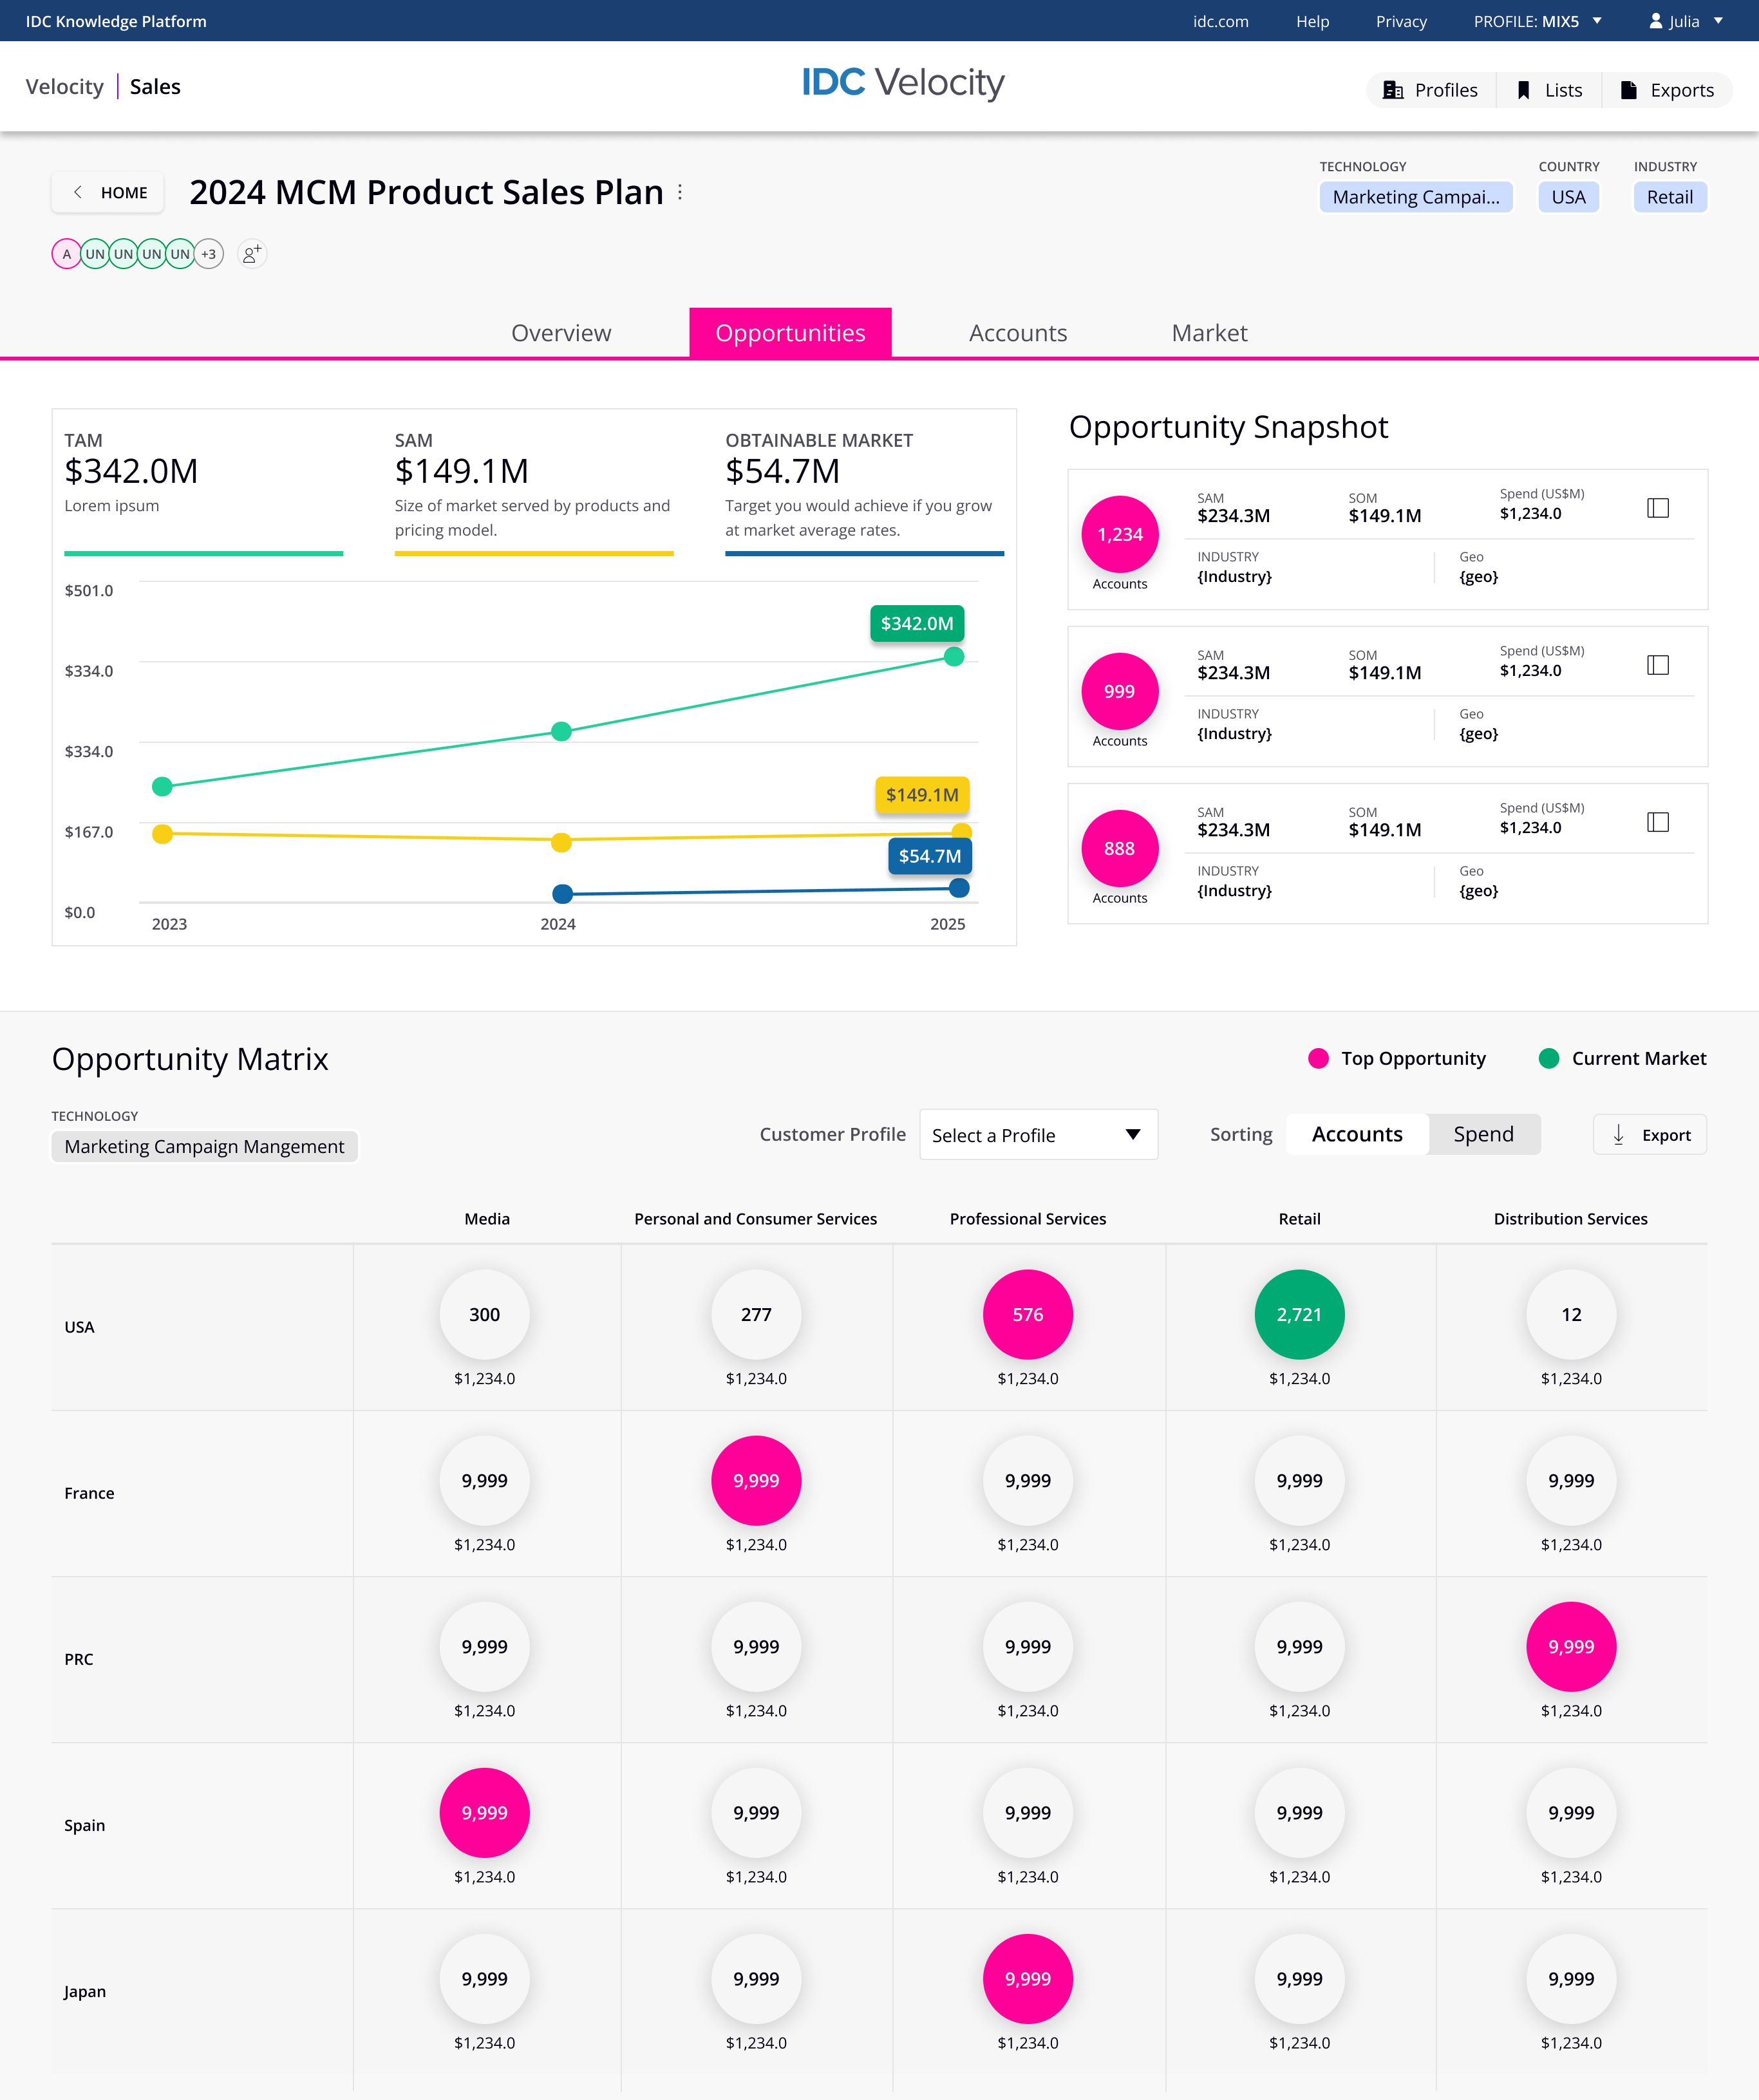 IDC Knowledge Platform
idc.com Help Privacy PROFILE: MIX5 Julia
Velocity Sales
IDC Velocity
Profiles Lists Exports
HOME
2024 MCM Product Sales Plan
TECHNOLOGY COUNTRY INDUSTRY
Marketing Campai... USA Retail
A UN UN UN UN +3
Overview Opportunities Accounts Market
TAM SAM OBTAINABLE MARKET
$342.0M $149.1M $54.7M
Lorem ipsum
Size of market served by products and
pricing model.
Target you would achieve if you grow
at market average rates.
$501.0
$342.0M
$334.0
$334.0
$149.1M
$167.0
$54.7M
$0.0
2023 2024 2025
Opportunity Snapshot
1,234
Accounts
SAM SOM Spend (US$M)
$234.3M $149.1M $1,234.0
INDUSTRY Geo
{Industry} {geo}
999
Accounts
SAM SOM Spend (US$M)
$234.3M $149.1M $1,234.0
INDUSTRY Geo
{Industry} {geo}
888
Accounts
SAM SOM Spend (US$M)
$234.3M $149.1M $1,234.0
INDUSTRY Geo
{Industry} {geo}
Opportunity Matrix
Top Opportunity Current Market
TECHNOLOGY
Marketing Campaign Mangement
Customer Profile Select a Profile Sorting Accounts Spend Export
Media Personal and Consumer Services Professional Services Retail Distribution Services
USA
300 277 576 2,721 12
$1,234.0 $1,234.0 $1,234.0 $1,234.0 $1,234.0
France
9,999 9,999 9,999 9,999 9,999
$1,234.0 $1,234.0 $1,234.0 $1,234.0 $1,234.0
PRC
9,999 9,999 9,999 9,999 9,999
$1,234.0 $1,234.0 $1,234.0 $1,234.0 $1,234.0
Spain
9,999 9,999 9,999 9,999 9,999
$1,234.0 $1,234.0 $1,234.0 $1,234.0 $1,234.0
Japan
9,999 9,999 9,999 9,999 9,999
$1,234.0 $1,234.0 $1,234.0 $1,234.0 $1,234.0